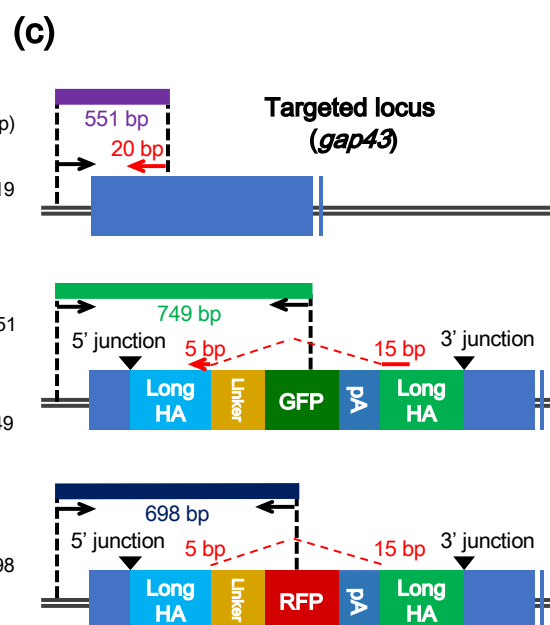 (c)
551 bp
Targeted locus
(gap43)
p)
20 bp
19
749 bp
51
5' junction
5 bp
15 bp
3' junction
Long
HA
Linker
GFP
pA
Long
HA
49
698 bp
5' junction
5 bp
15 bp
3' junction
98
Long
HA
Linker
RFP
pA
Long
HA